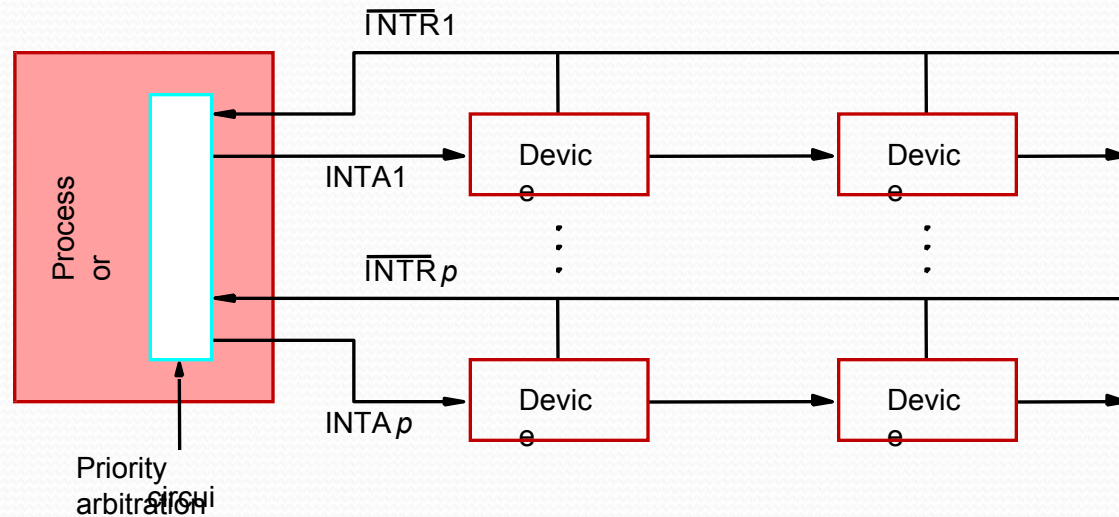 INTR1
Devic
e
Devic
e
INTA1
Process
or
INTRp
Devic
e
Devic
e
INTAp
Priority
arbitration
circui